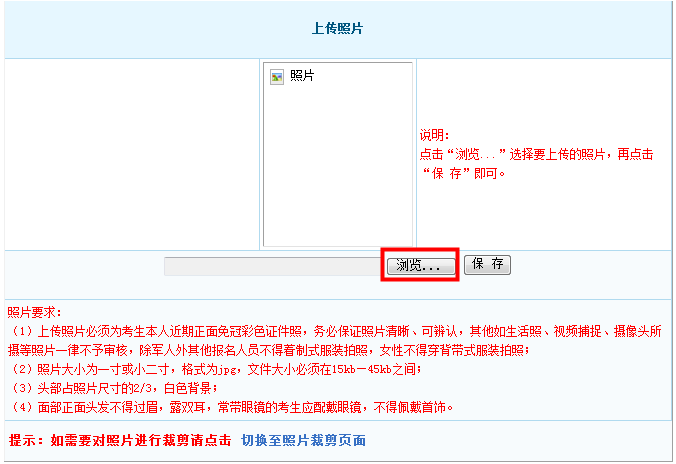 上传照片
照片
说明:
点击“浏览...”选择要上传的照片，再点击
“保 存”即可。
浏览...
保 存
照片要求:
（1）上传照片必须为考生本人近期正面免冠彩色证件照，务必保证照片清晰、可辨认，其他如生活照、视频捕捉、摄像头所
摄等照片一律不予审核，除军人外其他报名人员不得着制式服装拍照，女性不得穿背带式服装拍照；
（2）照片大小为一寸或小二寸，格式为jpg，文件大小必须在15kb－45kb之间；
（3）头部占照片尺寸的2/3，白色背景；
（4）面部正面头发不得过眉，露双耳，常带眼镜的考生应配戴眼镜，不得佩戴首饰。
提示：如需要对照片进行裁剪请点击 切换至照片裁剪页面